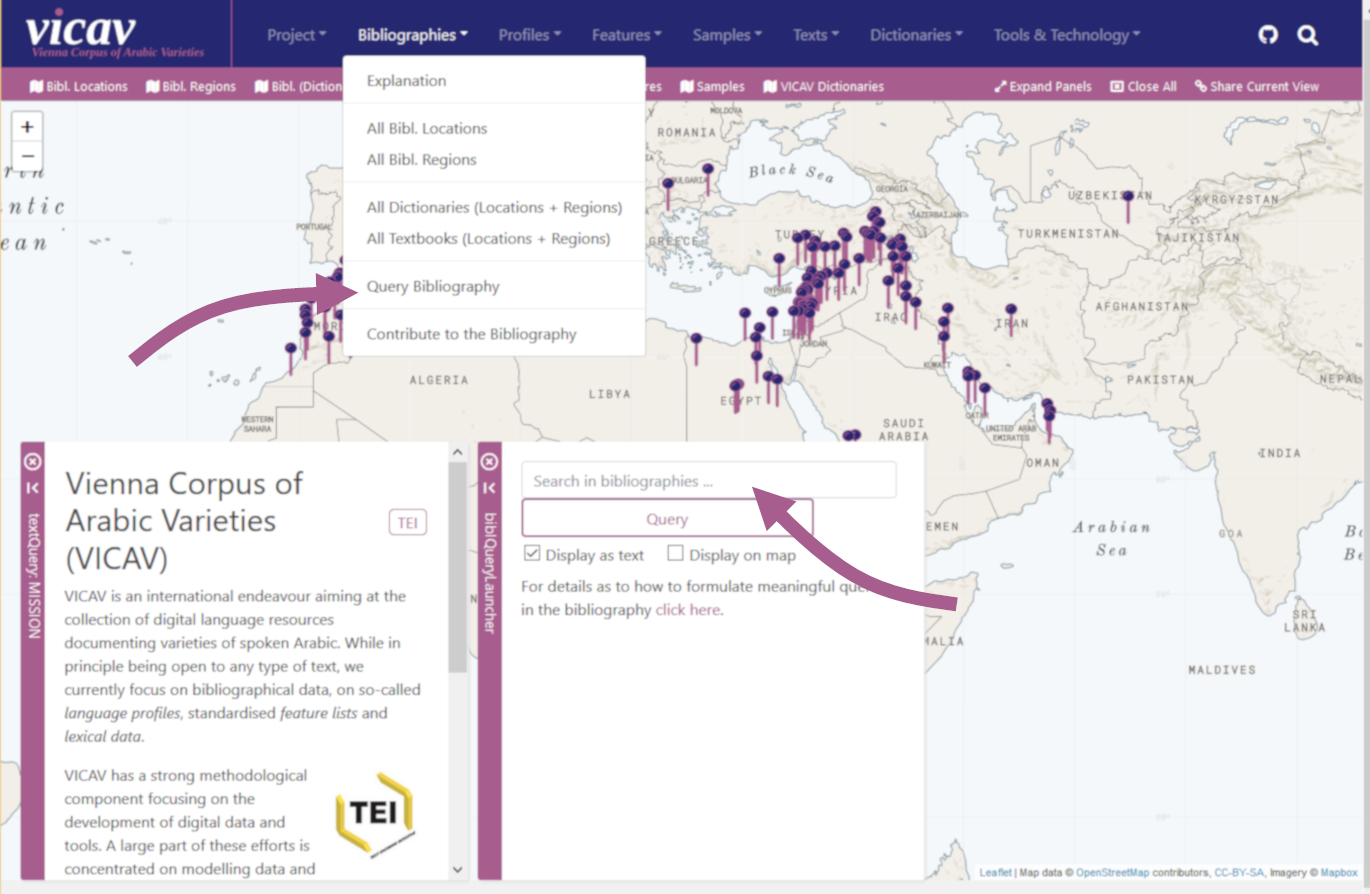 vicav
Vienna Corpus of Arabic Varieties
Project
Bibliographies
Profiles
Features
Samples
Texts
Dictionaries
Tools & Technology
Bibl. Locations
Bibl. Regions
Bibl. (Diction
res
Samples
VICAV Dictionaries
Expand Panels
Close All
Share Current View
Explanation
All Bibl. Locations
All Bibl. Regions
All Dictionaries (Locations + Regions)
All Textbooks (Locations + Regions)
Query Bibliography
Contribute to the Bibliography
+
−
ntic
ean
PORTUGAL
MOLDOVA
ROMANIA
BULGARIA
Black Sea
GEORGIA
AZERBAIJAN
UZBEKISTAN
KYRGYZSTAN
TURKMENISTAN
TAJIKISTAN
GREECE
CYPRUS
IRAQ
IRAN
AFGHANISTAN
JORDAN
KUWAIT
PAKISTAN
NEPAL
ALGERIA
LIBYA
EGYPT
WESTERN
SAHARA
SAUDI
ARABIA
QATAR
UNITED ARAB
EMIRATES
OMAN
INDIA
EMEN
Arabian
Sea
GOA
SRI
LANKA
MALIA
MALDIVES
textQuery: MISSION
Vienna Corpus of
Arabic Varieties
(VICAV)
TEI
VICAV is an international endeavour aiming at the
collection of digital language resources
documenting varieties of spoken Arabic. While in
principle being open to any type of text, we
currently focus on bibliographical data, on so-called
language profiles, standardised feature lists and
lexical data.
VICAV has a strong methodological
component focusing on the
development of digital data and
tools. A large part of these efforts is
concentrated on modelling data and
TEI
biblQueryLauncher
Search in bibliographies ...
Query
Display as text
Display on map
For details as to how to formulate meaningful que
in the bibliography click here.
Leaflet | Map data © OpenStreetMap contributors, CC-BY-SA, Imagery © Mapbox